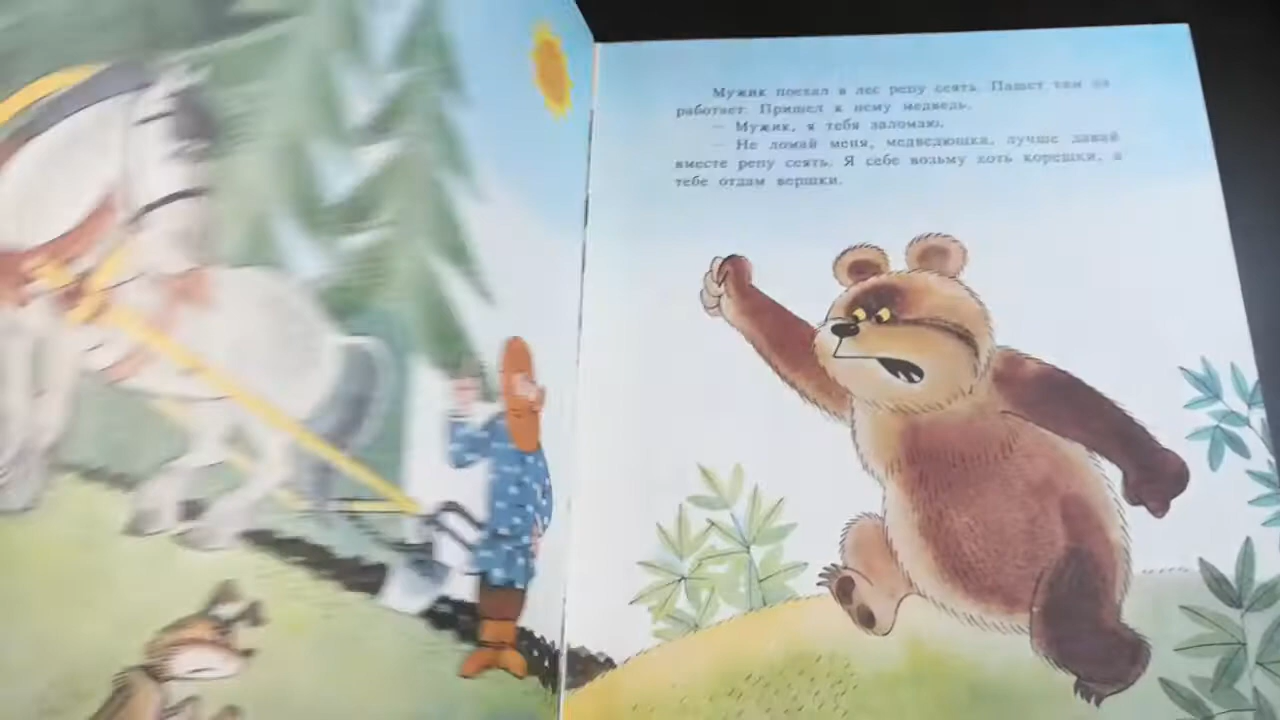 Мужик поехал в лес репу сеять. Пашет там да
работает. Пришел к нему медведь.
— Мужик, я тебя заломаю.
— Не ломай меня, медведюшка, лучше давай
вместе репу сеять. Я себе возьму хоть корешки, а
тебе отдам вершки.